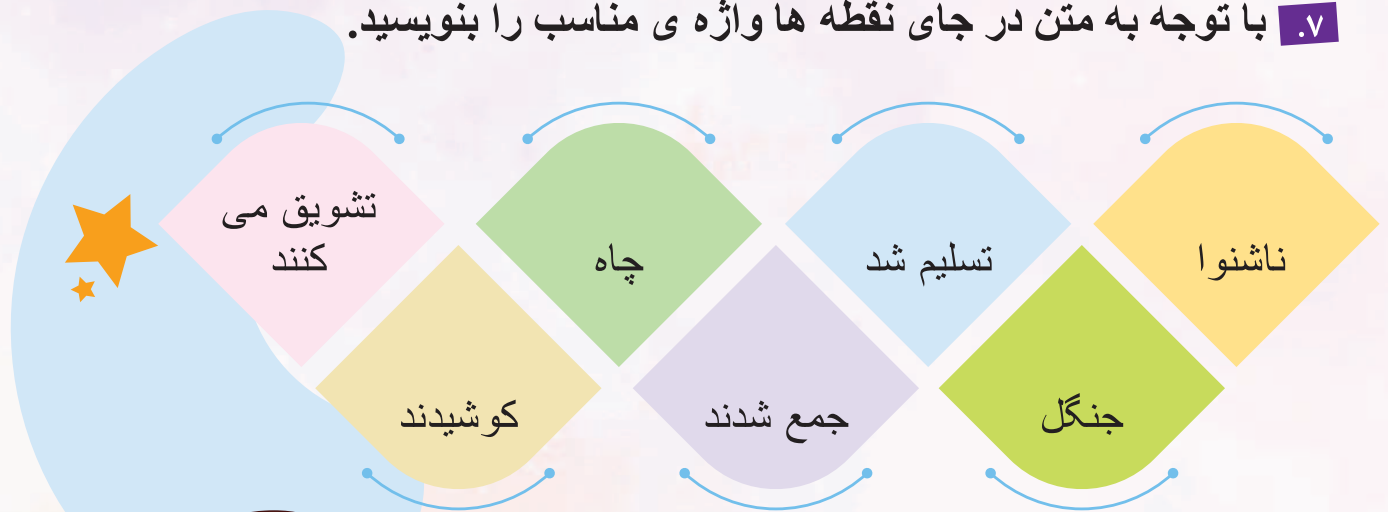 ۷. با توجه به متن در جای نقطه ها واژه ی مناسب را بنویسید.
ناشنوا
تسلیم شد
چاه
تشویق می
کنند
جنگل
جمع شدند
کوشیدند